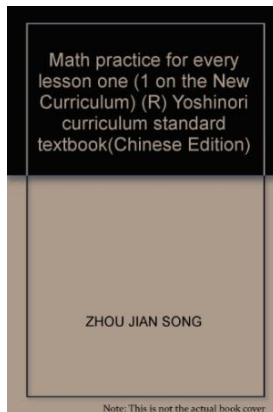 Math practice for every
lesson one (1 on the New
Curriculum) (R) Yoshinori
curriculum standard
textbook(Chinese Edition)
ZHOU JIAN SONG
Note: This is not the actual book cover